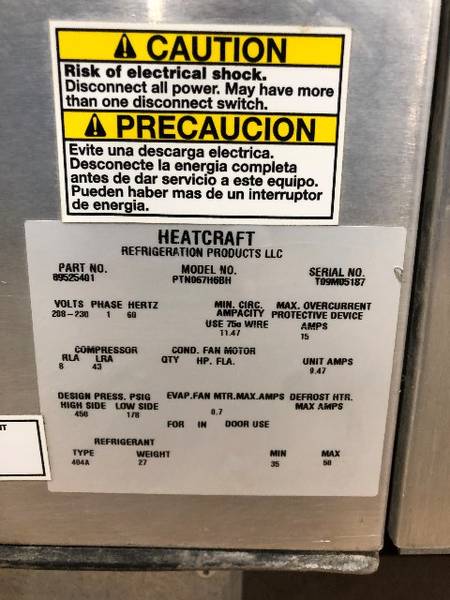 ⚠ CAUTION
Risk of electrical shock.
Disconnect all power. May have more
than one disconnect switch.
⚠ PRECAUCION
Evite una descarga electrica.
Desconecte la energia completa
antes de dar servicio a este equipo.
Pueden haber mas de un interruptor
de energia.
HEATCRAFT
REFRIGERATION PRODUCTS LLC
PART NO. MODEL NO. SERIAL NO.
89525401 PTN067H6BH T09M05187
VOLTS PHASE HERTZ MIN. CIRC. MAX. OVERCURRENT
208-230 1 60 AMPACITY PROTECTIVE DEVICE
USE 75o WIRE AMPS
11.47 15
COMPRESSOR COND. FAN MOTOR
RLA LRA QTY HP. FLA. UNIT AMPS
8 43 9.47
DESIGN PRESS. PSIG EVAP.FAN MTR.MAX.AMPS DEFROST HTR.
HIGH SIDE LOW SIDE MAX AMPS
450 178 0.7
FOR IN DOOR USE
REFRIGERANT
TYPE WEIGHT MIN MAX
404A 27 35 50